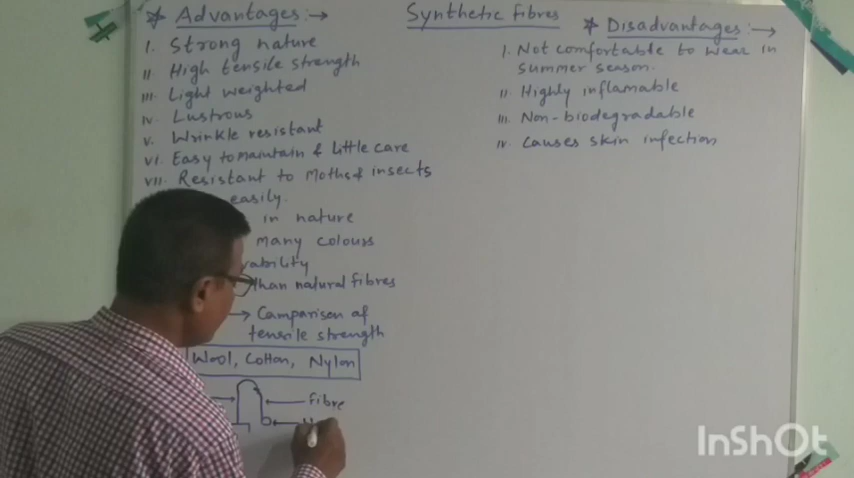 Synthetic fibres
* Advantages:→
I. Strong nature
II. High tensile strength
III. Light weighted
IV. Lustrous
V. Wrinkle resistant
VI. Easy to maintain & little care
VII. Resistant to Moths & insects
easily.
in nature
many colours
vability
than natural fibres
→ Comparison of
tensile strength
Wool, Cotton, Nylon
Fibre
* Disadvantages:→
I. Not comfortable to wear in
summer season.
II. Highly inflamable
III. Non-biodegradable
IV. Causes skin infection
InShOt